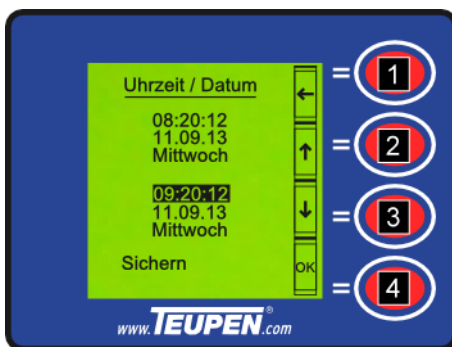 Uhrzeit / Datum
08:20:12
11.09.13
Mittwoch
09:20:12
11.09.13
Mittwoch
Sichern
←
↑
↓
OK
= 1
= 2
= 3
= 4
www.TEUPEN®.com